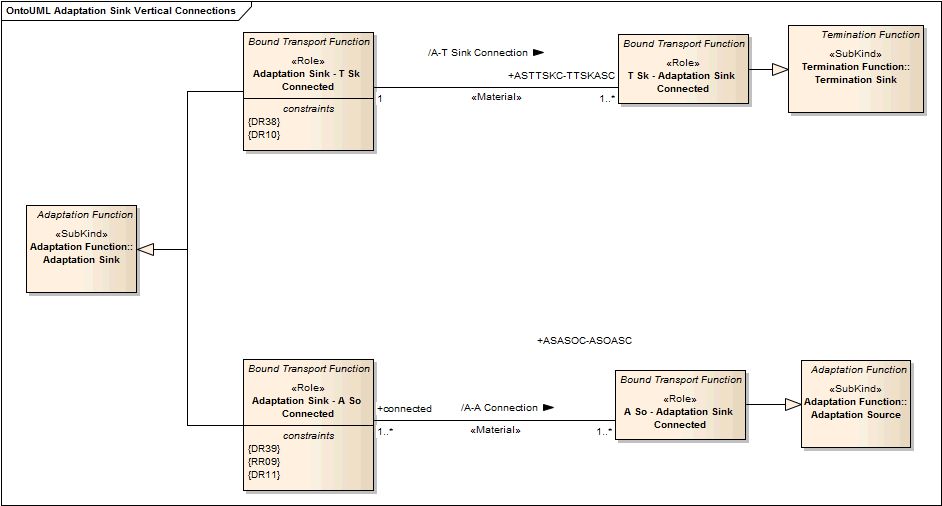 OntoUML Adaptation Sink Vertical Connections
Bound Transport Function
«Role»
Adaptation Sink - T Sk
Connected
constraints
{DR38}
{DR10}
/A-T Sink Connection
+ASTTSKC-TTSKASC
1
«Material»
1..*
Bound Transport Function
«Role»
T Sk - Adaptation Sink
Connected
Termination Function
«SubKind»
Termination Function::
Termination Sink
Adaptation Function
«SubKind»
Adaptation Function::
Adaptation Sink
+ASASOC-ASOASC
Bound Transport Function
«Role»
Adaptation Sink - A So
Connected
constraints
{DR39}
{RR09}
{DR11}
+connected
/A-A Connection
1..*
«Material»
1..*
Bound Transport Function
«Role»
A So - Adaptation Sink
Connected
Adaptation Function
«SubKind»
Adaptation Function::
Adaptation Source